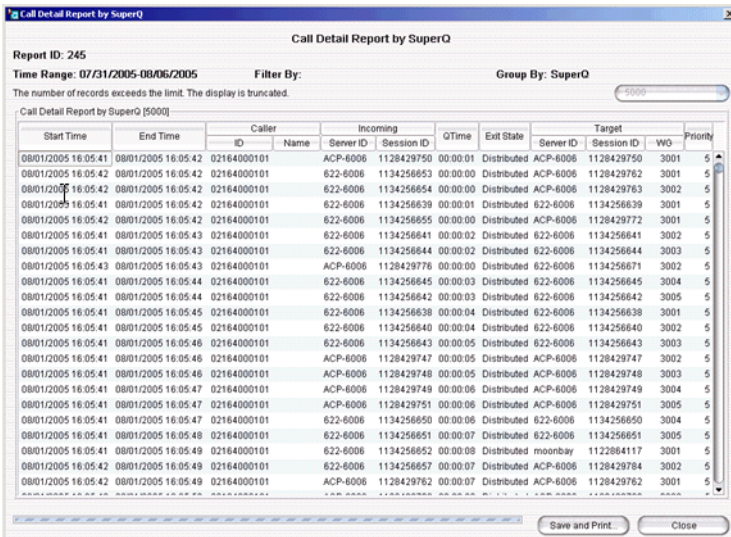 Call Detail Report by SuperQ
Call Detail Report by SuperQ
Report ID: 245
Time Range: 07/31/2005-08/06/2005 Filter By: Group By: SuperQ
The number of records exceeds the limit. The display is truncated. 5000
Call Detail Report by SuperQ [5000]
Start Time End Time Caller Incoming QTime Exit State Target Priority
ID Name Server ID Session ID Server ID Session ID WG
08/01/2005 16:05:41 08/01/2005 16:05:42 02164000101 ACP-6006 1128429750 00:00:01 Distributed ACP-6006 1128429750 3001 5
08/01/2005 16:05:42 08/01/2005 16:05:42 02164000101 622-6006 1134256653 00:00:00 Distributed ACP-6006 1128429762 3001 5
08/01/2005 16:05:42 08/01/2005 16:05:42 02164000101 622-6006 1134256654 00:00:00 Distributed ACP-6006 1128429763 3002 5
08/01/2005 16:05:41 08/01/2005 16:05:42 02164000101 622-6006 1134256639 00:00:01 Distributed 622-6006 1134256639 3001 5
08/01/2005 16:05:42 08/01/2005 16:05:42 02164000101 622-6006 1134256655 00:00:00 Distributed ACP-6006 1128429772 3001 5
08/01/2005 16:05:41 08/01/2005 16:05:43 02164000101 622-6006 1134256641 00:00:02 Distributed 622-6006 1134256641 3002 5
08/01/2005 16:05:41 08/01/2005 16:05:43 02164000101 622-6006 1134256644 00:00:02 Distributed 622-6006 1134256644 3003 5
08/01/2005 16:05:43 08/01/2005 16:05:43 02164000101 ACP-6006 1128429776 00:00:00 Distributed 622-6006 1134256671 3002 5
08/01/2005 16:05:41 08/01/2005 16:05:44 02164000101 622-6006 1134256645 00:00:03 Distributed 622-6006 1134256645 3004 5
08/01/2005 16:05:41 08/01/2005 16:05:44 02164000101 622-6006 1134256642 00:00:03 Distributed 622-6006 1134256642 3005 5
08/01/2005 16:05:41 08/01/2005 16:05:45 02164000101 622-6006 1134256638 00:00:04 Distributed 622-6006 1134256638 3001 5
08/01/2005 16:05:41 08/01/2005 16:05:45 02164000101 622-6006 1134256640 00:00:04 Distributed 622-6006 1134256640 3002 5
08/01/2005 16:05:41 08/01/2005 16:05:46 02164000101 622-6006 1134256643 00:00:05 Distributed 622-6006 1134256643 3003 5
08/01/2005 16:05:41 08/01/2005 16:05:46 02164000101 ACP-6006 1128429747 00:00:05 Distributed ACP-6006 1128429747 3002 5
08/01/2005 16:05:41 08/01/2005 16:05:46 02164000101 ACP-6006 1128429748 00:00:05 Distributed ACP-6006 1128429748 3003 5
08/01/2005 16:05:41 08/01/2005 16:05:47 02164000101 ACP-6006 1128429749 00:00:06 Distributed ACP-6006 1128429749 3004 5
08/01/2005 16:05:41 08/01/2005 16:05:47 02164000101 ACP-6006 1128429751 00:00:06 Distributed ACP-6006 1128429751 3005 5
08/01/2005 16:05:41 08/01/2005 16:05:47 02164000101 622-6006 1134256650 00:00:06 Distributed 622-6006 1134256650 3004 5
08/01/2005 16:05:41 08/01/2005 16:05:48 02164000101 622-6006 1134256651 00:00:07 Distributed 622-6006 1134256651 3005 5
08/01/2005 16:05:41 08/01/2005 16:05:49 02164000101 622-6006 1134256652 00:00:08 Distributed moonbay 1122864117 3001 5
08/01/2005 16:05:42 08/01/2005 16:05:49 02164000101 622-6006 1134256657 00:00:07 Distributed ACP-6006 1128429784 3002 5
08/01/2005 16:05:41 08/01/2005 16:05:49 02164000101 ACP-6006 1128429762 00:00:07 Distributed ACP-6006 1128429762 3001 5
Save and Print... Close